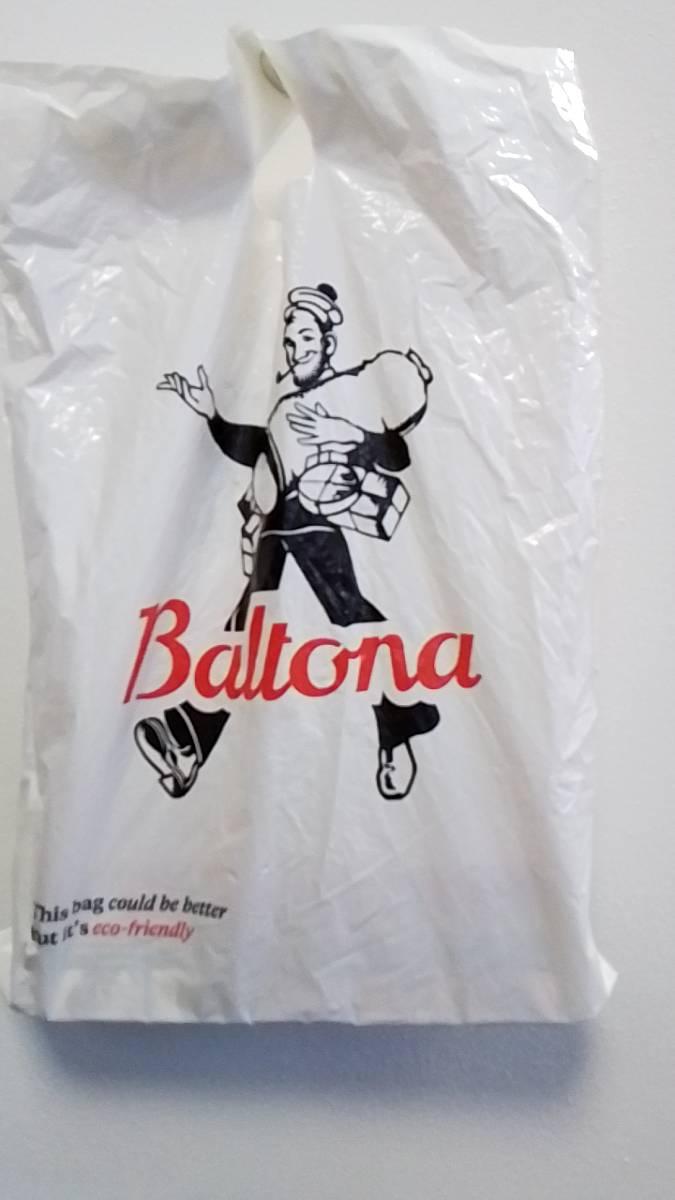 Baltona
This bag could be better
but it's eco-friendly